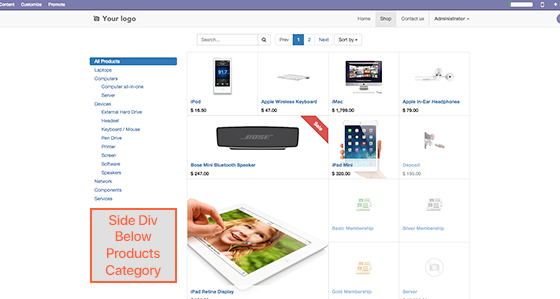 Content Customize Promote
Your logo
Home Shop Contact us Administrator
Search...
Prev 1 2 Next Sort by
All Products
Laptops
Computers
Computer all-in-one
Server
Devices
External Hard Drive
Headset
Keyboard / Mouse
Pen Drive
Printer
Screen
Software
Speakers
Network
Components
Services
Side Div
Below
Products
Category
iPod
$ 16.50
Apple Wireless Keyboard
$ 47.00
iMac
$ 1,799.00
Apple In-Ear Headphones
$ 79.00
BOSE
Bose Mini Bluetooth Speaker
$ 247.00
Sale
iPad Mini
$ 320.00
Deposit
$ 150.00
iPad Retina Display
Basic Membership
Silver Membership
Gold Membership
Server